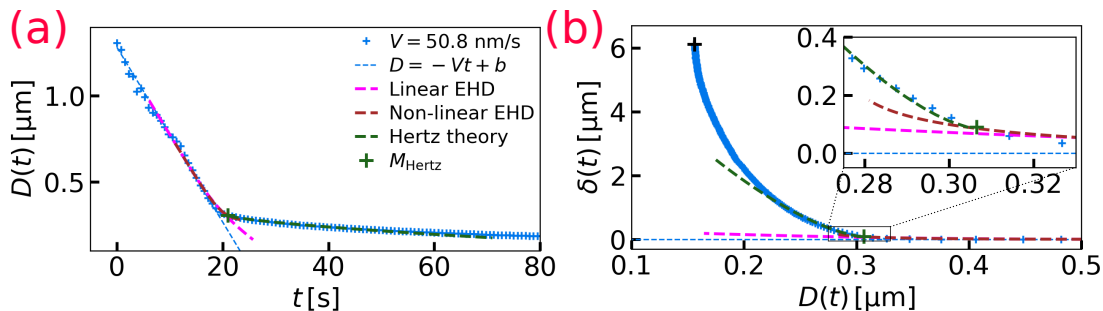 (a)
D(t) [μm]
1.0
0.5
0
20
40
60
80
t [s]
V = 50.8 nm/s
D = −Vt + b
Linear EHD
Non-linear EHD
Hertz theory
M_Hertz
(b)
δ(t) [μm]
6
4
2
0
0.1
0.2
0.3
0.4
0.5
D(t) [μm]
0.4
0.2
0.0
0.28
0.30
0.32